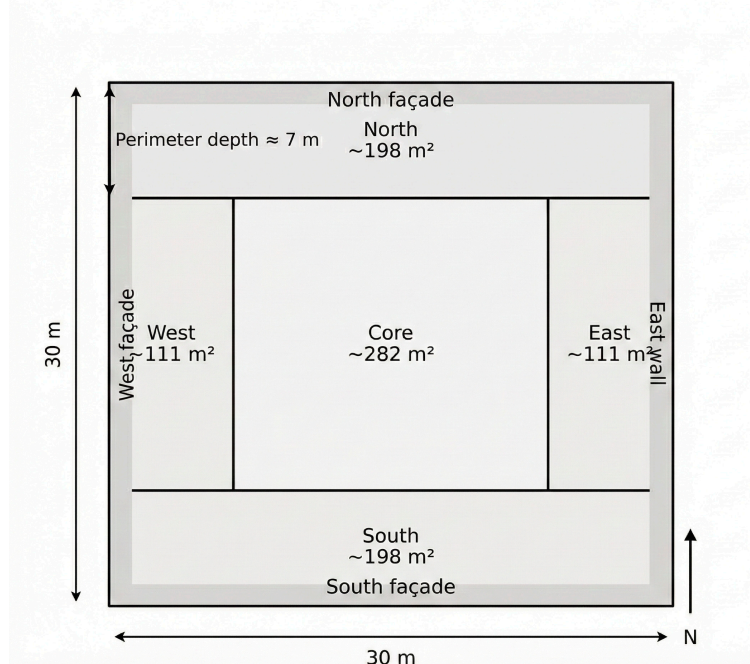 North façade
North
~198 m²
Perimeter depth ≈ 7 m
West façade
West
~111 m²
Core
~282 m²
East
~111 m²
East wall
30 m
South
~198 m²
South façade
N
30 m